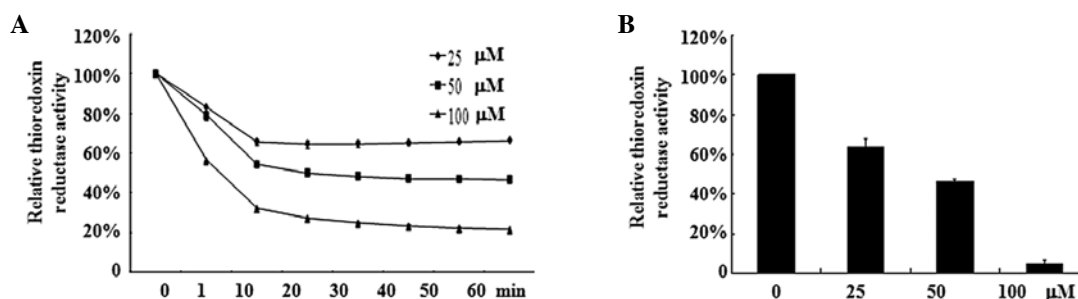 A
Relative thioredoxin
reductase activity
120%
100%
80%
60%
40%
20%
0
25 μM
50 μM
100 μM
0 1 10 20 30 40 50 60 min
B
Relative thioredoxin
reductase activity
120%
100%
80%
60%
40%
20%
0
0 25 50 100 μM